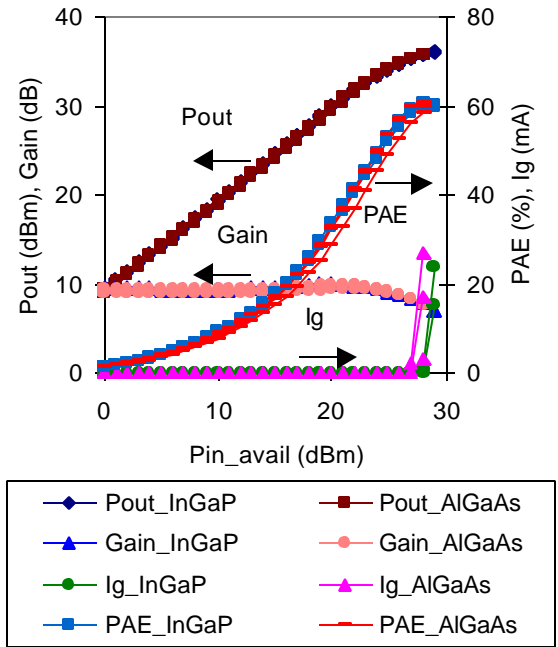 40
30
20
10
0
80
60
40
20
0
0
10
20
30
Pout (dBm), Gain (dB)
PAE (%), Ig (mA)
Pout
Gain
PAE
Ig
Pin_avail (dBm)
Pout_InGaP
Pout_AlGaAs
Gain_InGaP
Gain_AlGaAs
Ig_InGaP
Ig_AlGaAs
PAE_InGaP
PAE_AlGaAs